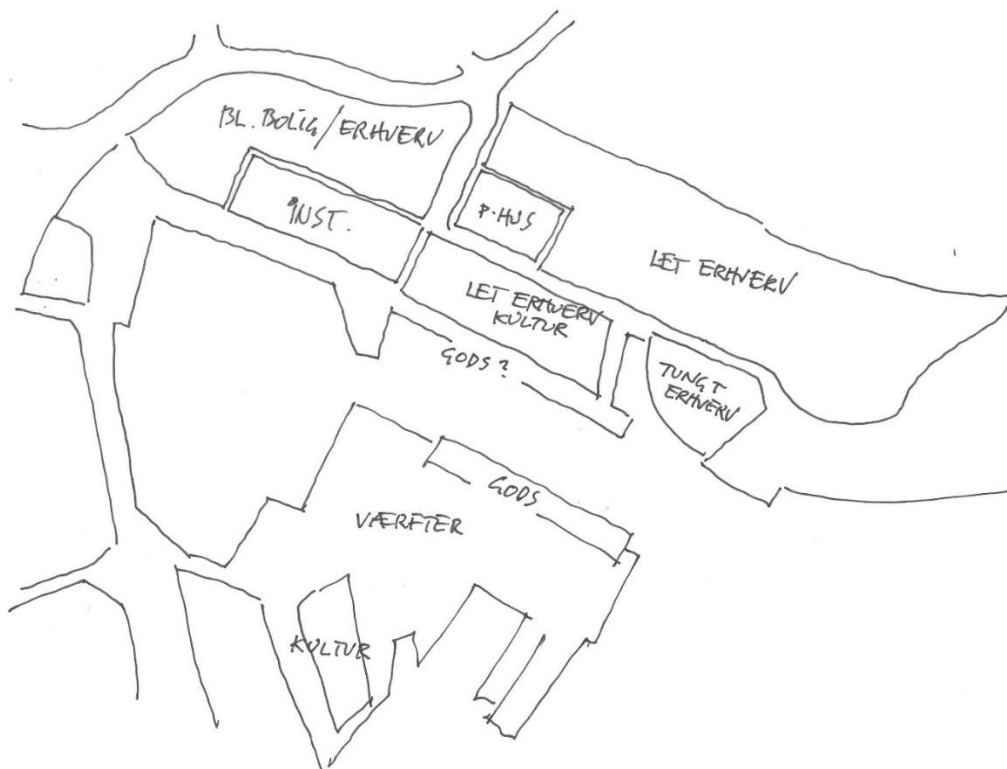 BL. BOLIG/ERHVERV
INST.
P.HUS
LET ERHVERV
LET ERHVERV
KULTUR
GODS?
TUNGT
ERHVERV
GODS
VÆRFTER
KULTUR